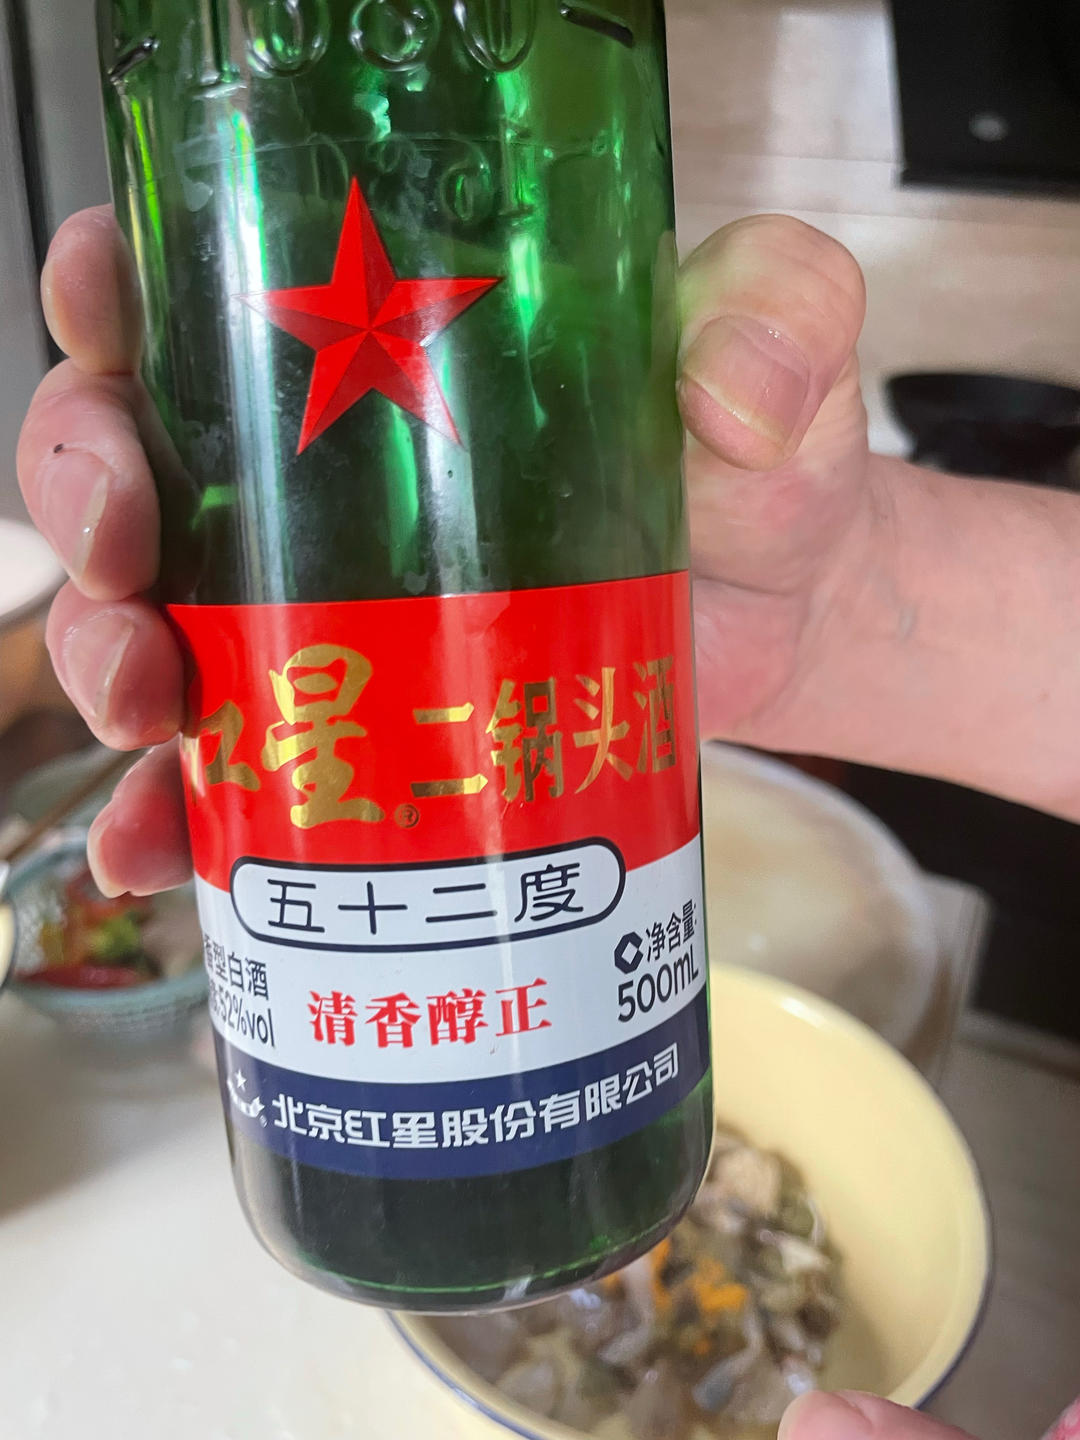 红星®二锅头酒
五十二度
香型白酒
52%vol
清香醇正
净含量:
500mL
北京红星股份有限公司